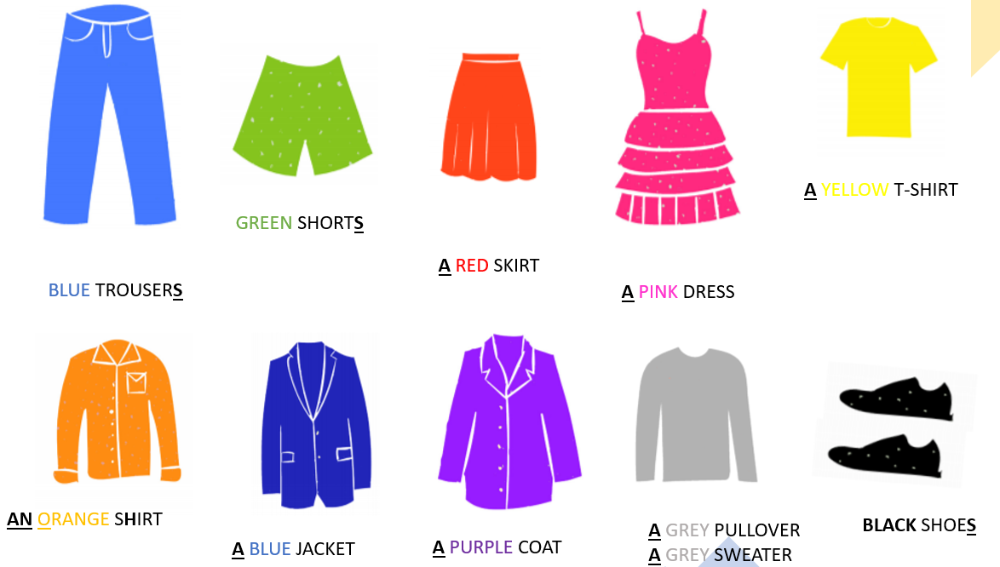 A YELLOW T-SHIRT
GREEN SHORTS
A RED SKIRT
BLUE TROUSERS
A PINK DRESS
AN ORANGE SHIRT
A BLUE JACKET
A PURPLE COAT
A GREY PULLOVER
A GREY SWEATER
BLACK SHOES